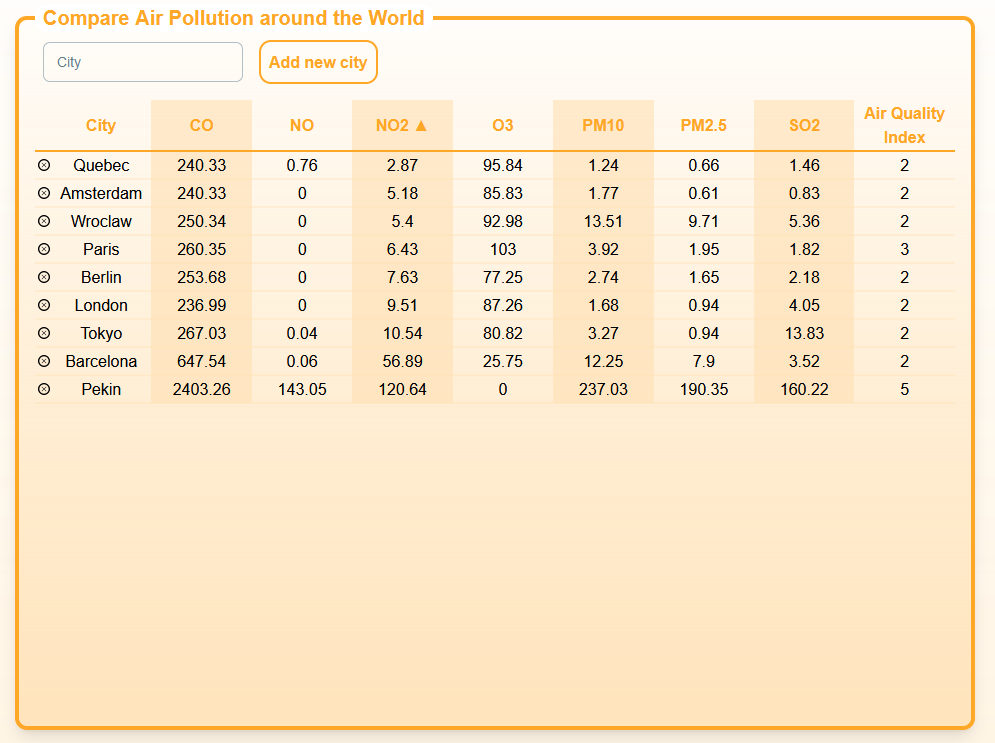 Compare Air Pollution around the World
City
Add new city
City CO NO NO2 ▲ O3 PM10 PM2.5 SO2 Air Quality
Index
Quebec 240.33 0.76 2.87 95.84 1.24 0.66 1.46 2
Amsterdam 240.33 0 5.18 85.83 1.77 0.61 0.83 2
Wroclaw 250.34 0 5.4 92.98 13.51 9.71 5.36 2
Paris 260.35 0 6.43 103 3.92 1.95 1.82 3
Berlin 253.68 0 7.63 77.25 2.74 1.65 2.18 2
London 236.99 0 9.51 87.26 1.68 0.94 4.05 2
Tokyo 267.03 0.04 10.54 80.82 3.27 0.94 13.83 2
Barcelona 647.54 0.06 56.89 25.75 12.25 7.9 3.52 2
Pekin 2403.26 143.05 120.64 0 237.03 190.35 160.22 5